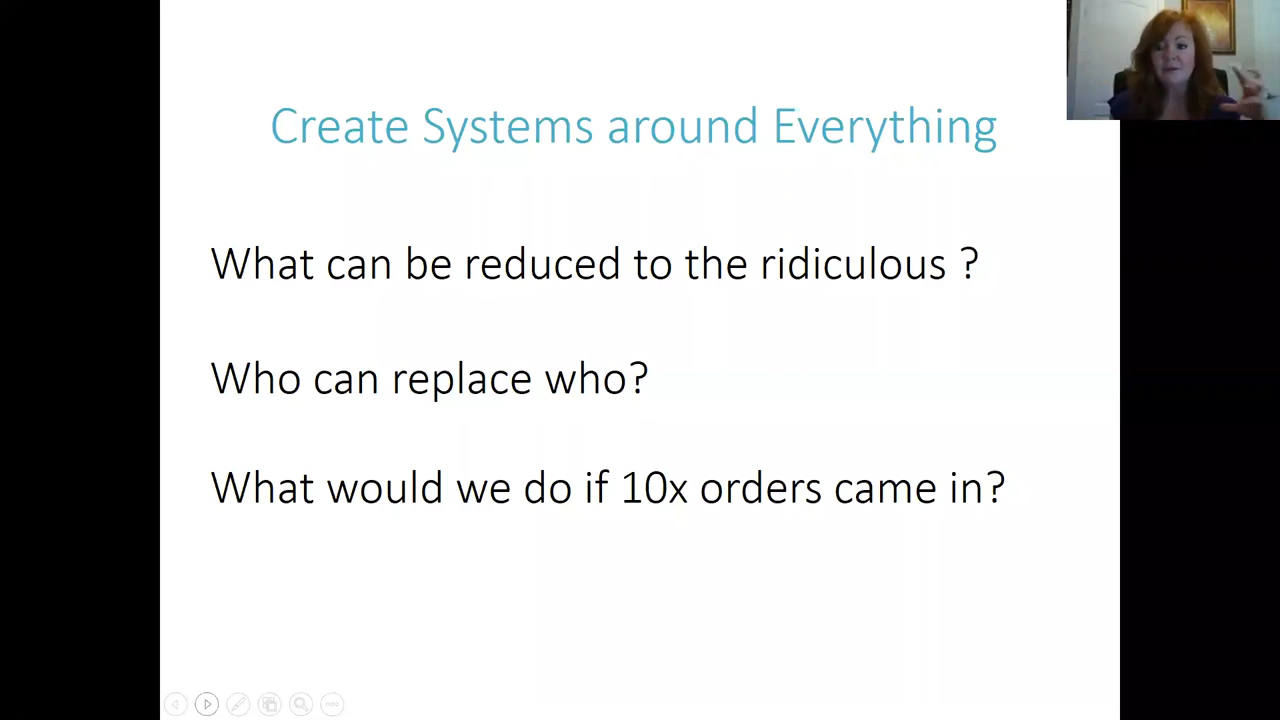 Create Systems around Everything
What can be reduced to the ridiculous ?
Who can replace who?
What would we do if 10x orders came in?